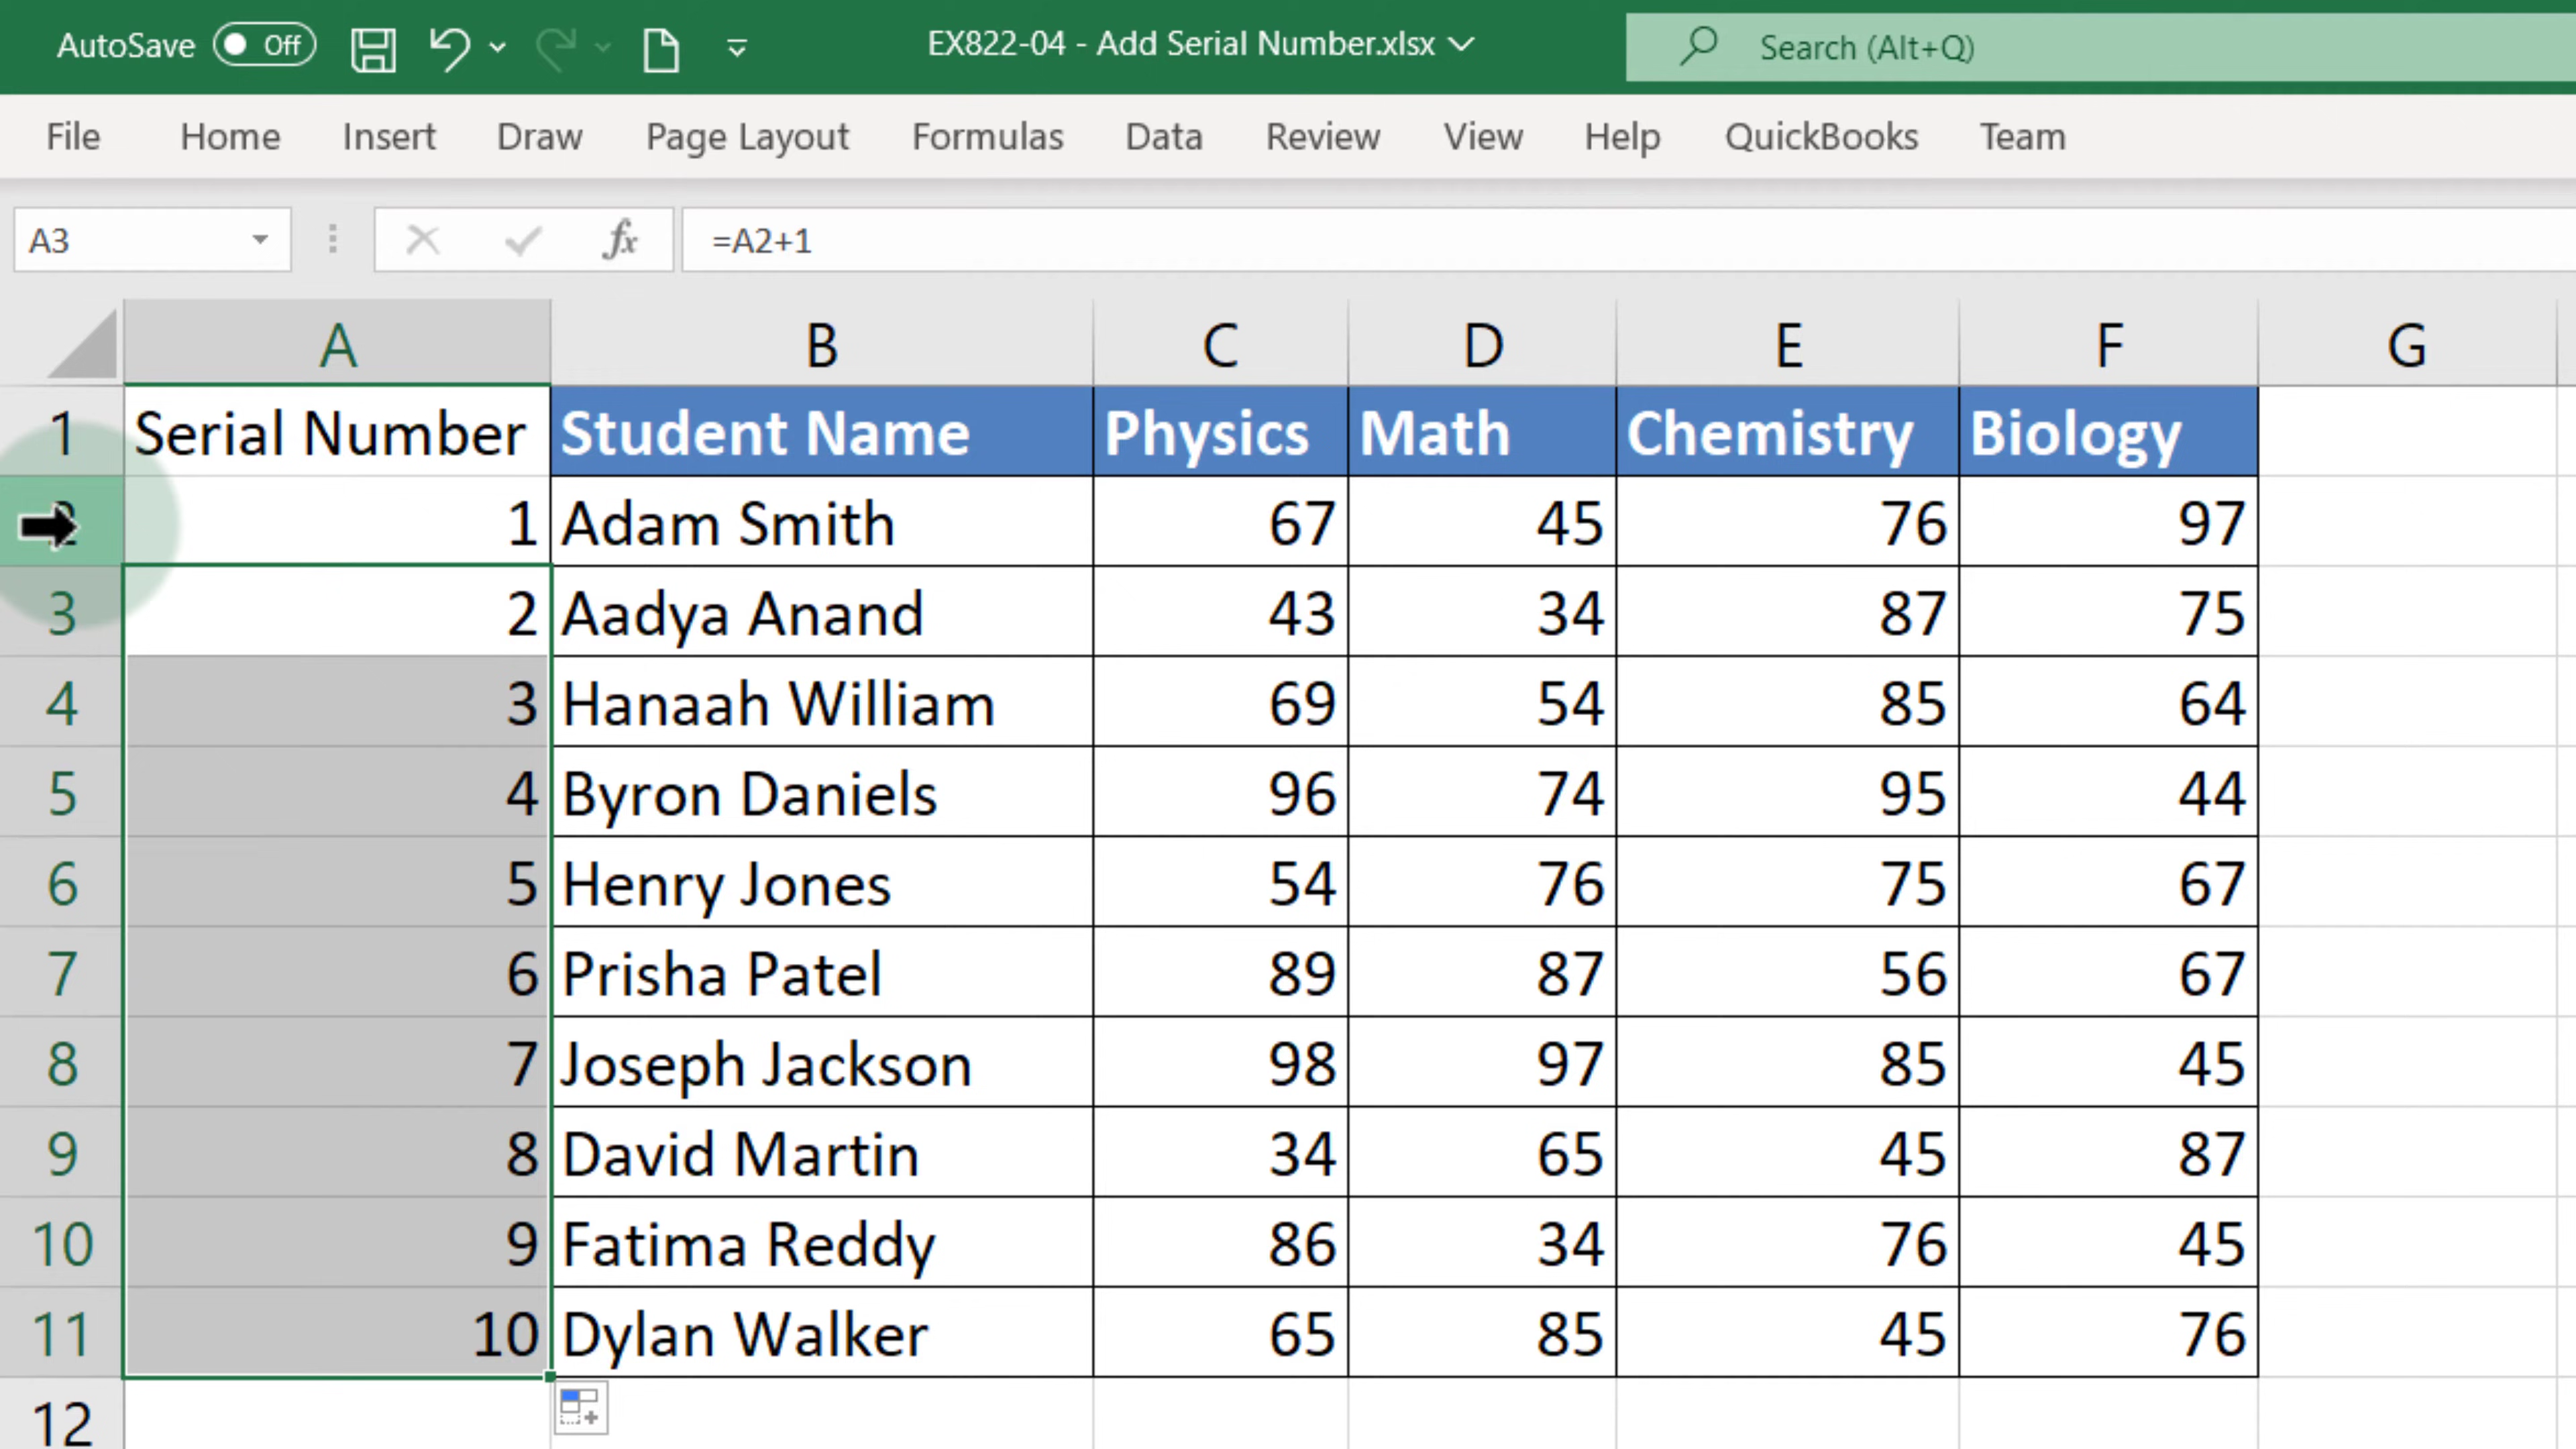 AutoSave Off EX822-04 - Add Serial Number.xlsx Search (Alt+Q)
File Home Insert Draw Page Layout Formulas Data Review View Help QuickBooks Team
A3 fx =A2+1
A B C D E F G
1 Serial Number Student Name Physics Math Chemistry Biology
1 Adam Smith 67 45 76 97
3 2 Aadya Anand 43 34 87 75
4 3 Hanaah William 69 54 85 64
5 4 Byron Daniels 96 74 95 44
6 5 Henry Jones 54 76 75 67
7 6 Prisha Patel 89 87 56 67
8 7 Joseph Jackson 98 97 85 45
9 8 David Martin 34 65 45 87
10 9 Fatima Reddy 86 34 76 45
11 10 Dylan Walker 65 85 45 76
12